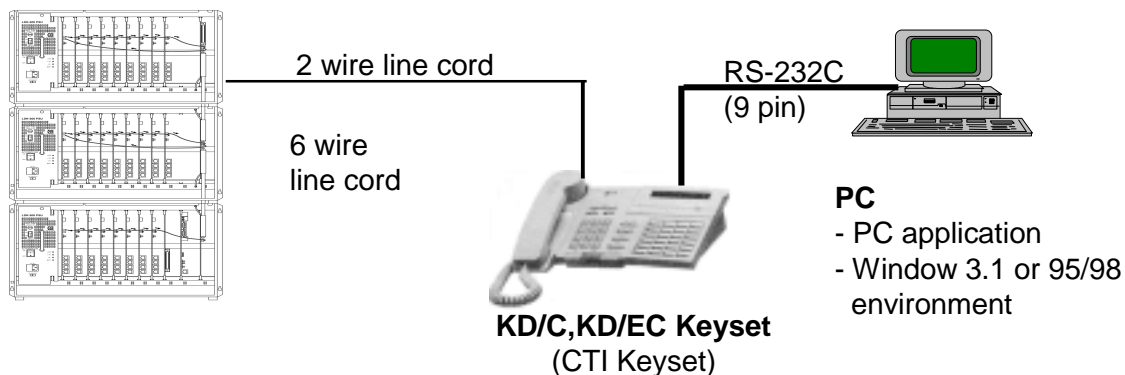 2 wire line cord
6 wire
line cord
RS-232C
(9 pin)
PC
- PC application
- Window 3.1 or 95/98
environment
KD/C,KD/EC Keyset
(CTI Keyset)